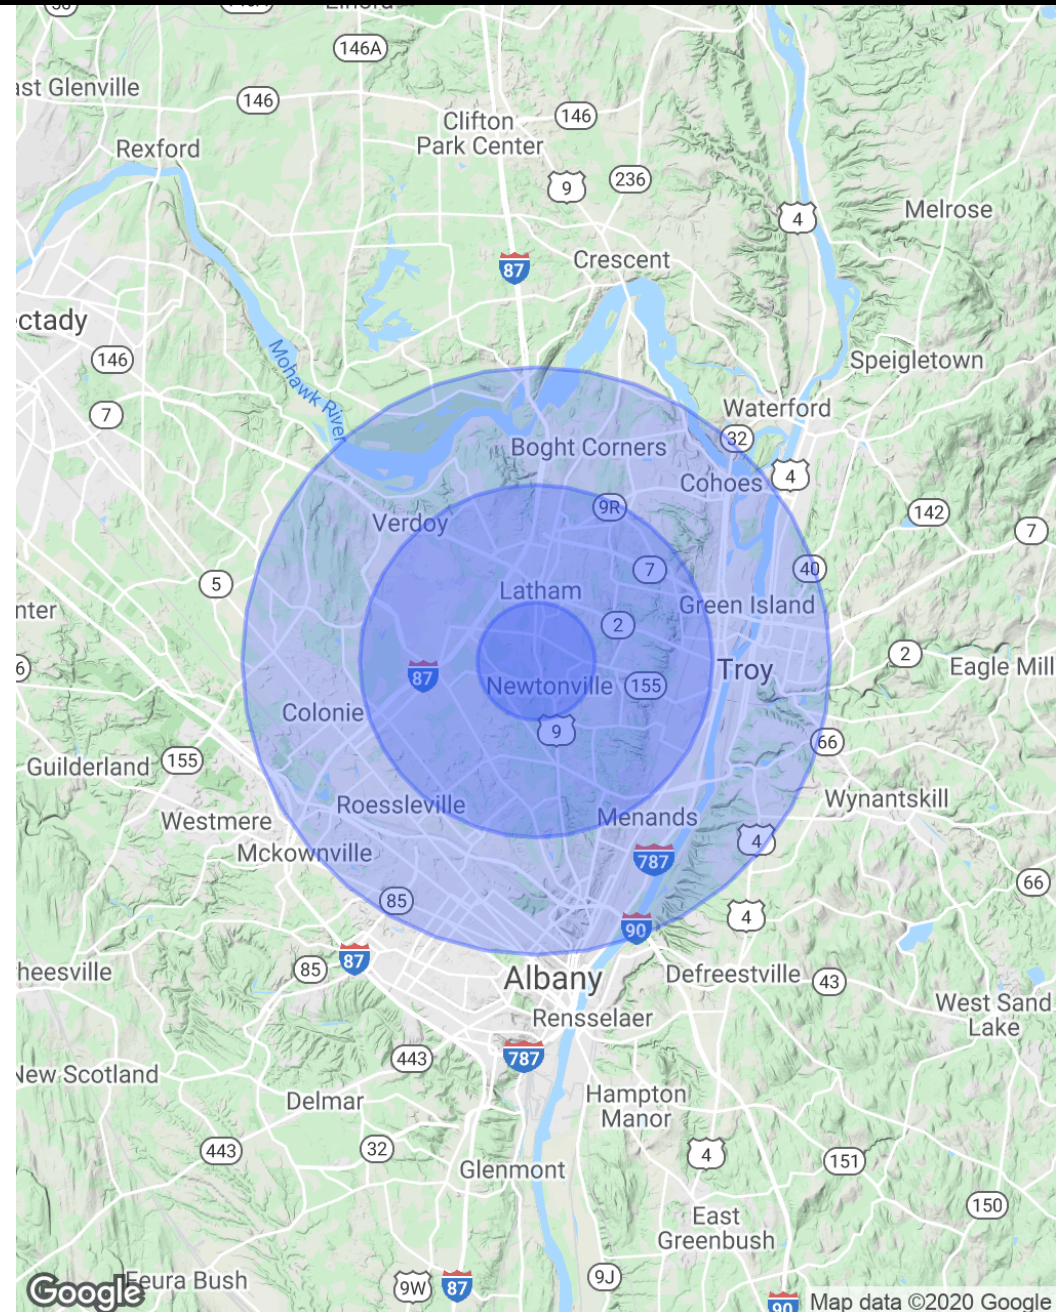 146A
ast Glenville
146
Clifton
Park Center
146
Rexford
9
236
4
Melrose
Crescent
87
ctady
146
Mohawk River
Speigletown
7
Waterford
32
Boght Corners
4
Cohoes
9R
142
Verdoy
7
7
40
5
Latham
nter
Green Island
2
2
6
Troy
Eagle Mill
87
Newtonville
155
Colonie
9
66
155
Guilderland
Roessleville
Wynantskill
Westmere
Menands
4
Mckownville
787
66
85
4
90
87
85
heesville
Albany
Defreestville
43
West Sand
Lake
Rensselaer
443
787
New Scotland
Hampton
Manor
Delmar
443
32
4
151
Glenmont
150
East
Greenbush
Feura Bush
9W
87
9J
Google
90
Map data ©2020 Google